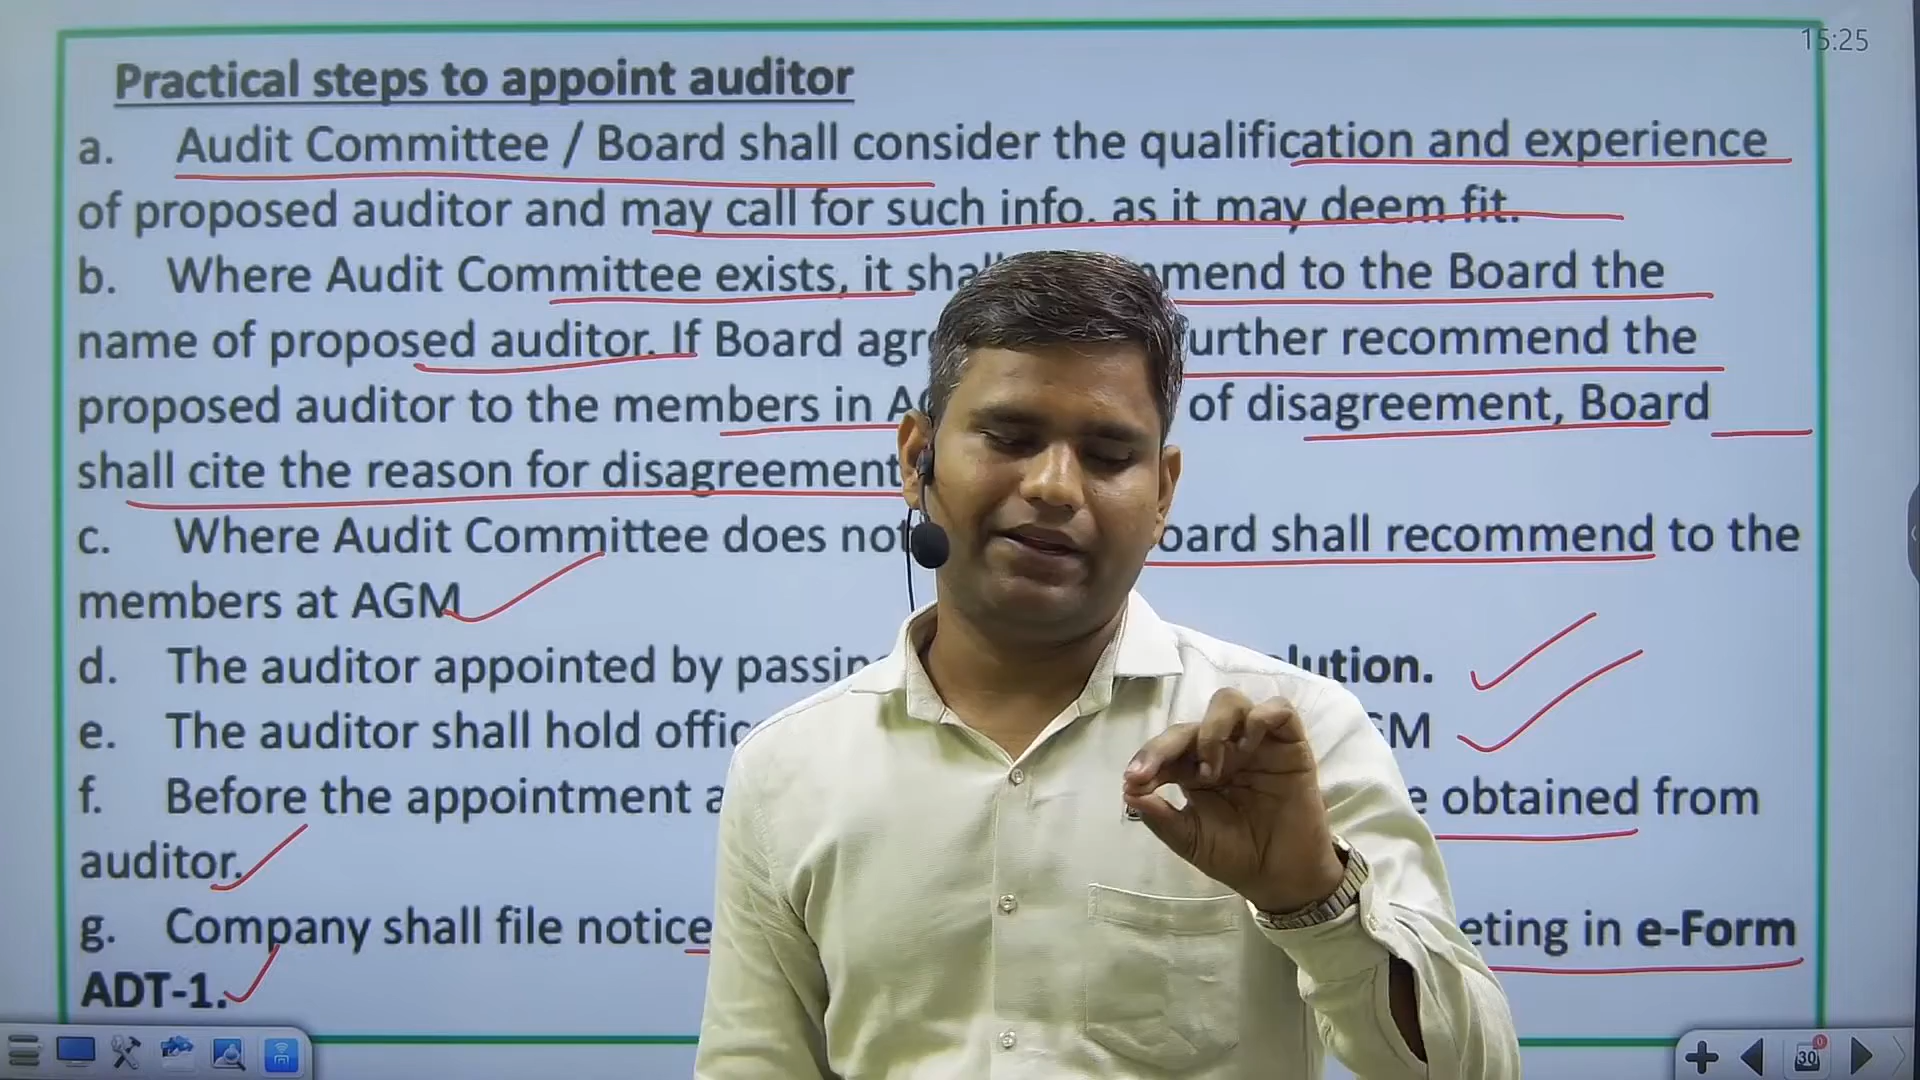 15:25
Practical steps to appoint auditor
a. Audit Committee / Board shall consider the qualification and experience
of proposed auditor and may call for such info. as it may deem fit.
b. Where Audit Committee exists, it mend to the Board the
name of proposed auditor. If Board urther recommend the
proposed auditor to the members in of disagreement, Board
shall cite the reason for disagreement
c. Where Audit Committee does not oard shall recommend to the
members at AGM
d. The auditor appointed by lution.
e. The auditor shall hold GM
f. Before the appointment obtained from
auditor.
g. Company shall file notice eting in e-Form
ADT-1.
30
0